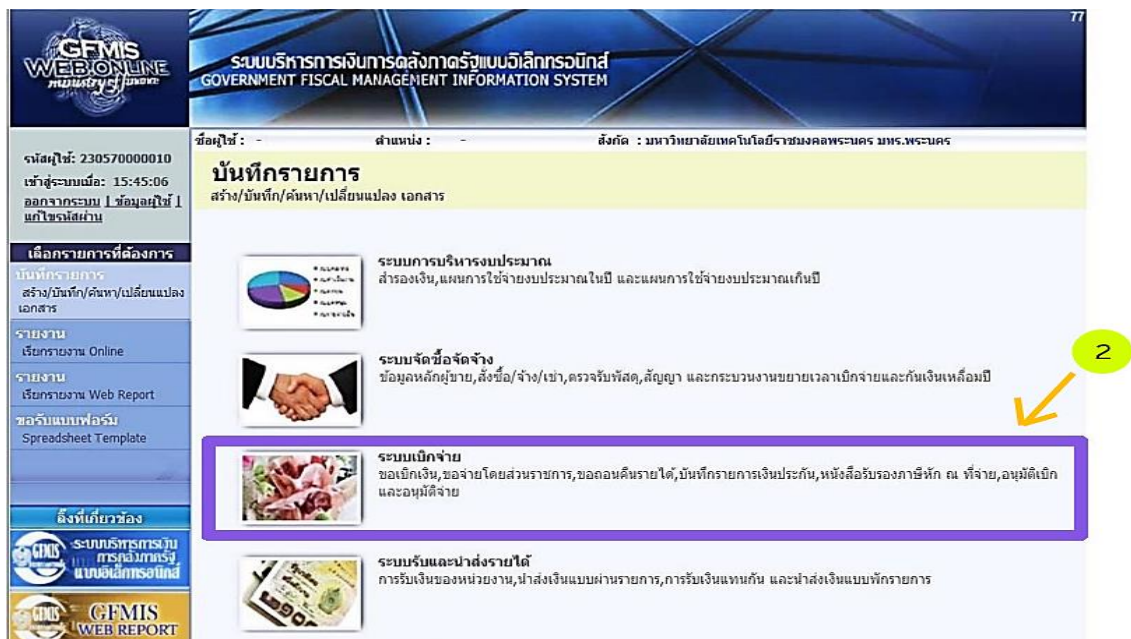 77
GFMIS
WEB ONLINE
ministry of finance
ระบบบริหารการเงินการคลังภาครัฐแบบอิเล็กทรอนิกส์
GOVERNMENT FISCAL MANAGEMENT INFORMATION SYSTEM
ชื่อผู้ใช้ : - ตำแหน่ง : - สังกัด : มหาวิทยาลัยเทคโนโลยีราชมงคลพระนคร มทร.พระนคร
รหัสผู้ใช้: 230570000010
เข้าสู่ระบบเมื่อ: 15:45:06
ออกจากระบบ | ข้อมูลผู้ใช้ |
แก้ไขรหัสผ่าน
บันทึกรายการ
สร้าง/บันทึก/ค้นหา/เปลี่ยนแปลง เอกสาร
เลือกรายการที่ต้องการ
บันทึกรายการ
สร้าง/บันทึก/ค้นหา/เปลี่ยนแปลง
เอกสาร
รายงาน
เรียกรายงาน Online
รายงาน
เรียกรายงาน Web Report
ขอรับแบบฟอร์ม
Spreadsheet Template
ลิ้งที่เกี่ยวข้อง
GFMIS
ระบบบริหารการเงิน
การคลังภาครัฐ
แบบอิเล็กทรอนิกส์
GFMIS
GFMIS
WEB REPORT
ระบบการบริหารงบประมาณ
สำรองเงิน,แผนการใช้จ่ายงบประมาณในปี และแผนการใช้จ่ายงบประมาณเกินปี
ระบบจัดซื้อจัดจ้าง
ข้อมูลหลักผู้ขาย,สั่งซื้อ/จ้าง/เช่า,ตรวจรับพัสดุ,สัญญา และกระบวนงานขยายเวลาเบิกจ่ายและกันเงินเหลื่อมปี
2
ระบบเบิกจ่าย
ขอเบิกเงิน,ขอจ่ายโดยส่วนราชการ,ขอถอนคืนรายได้,บันทึกรายการเงินประกัน,หนังสือรับรองภาษีหัก ณ ที่จ่าย,อนุมัติเบิก
และอนุมัติจ่าย
ระบบรับและนำส่งรายได้
การรับเงินของหน่วยงาน,นำส่งเงินแบบผ่านรายการ,การรับเงินแทนกัน และนำส่งเงินแบบพักรายการ